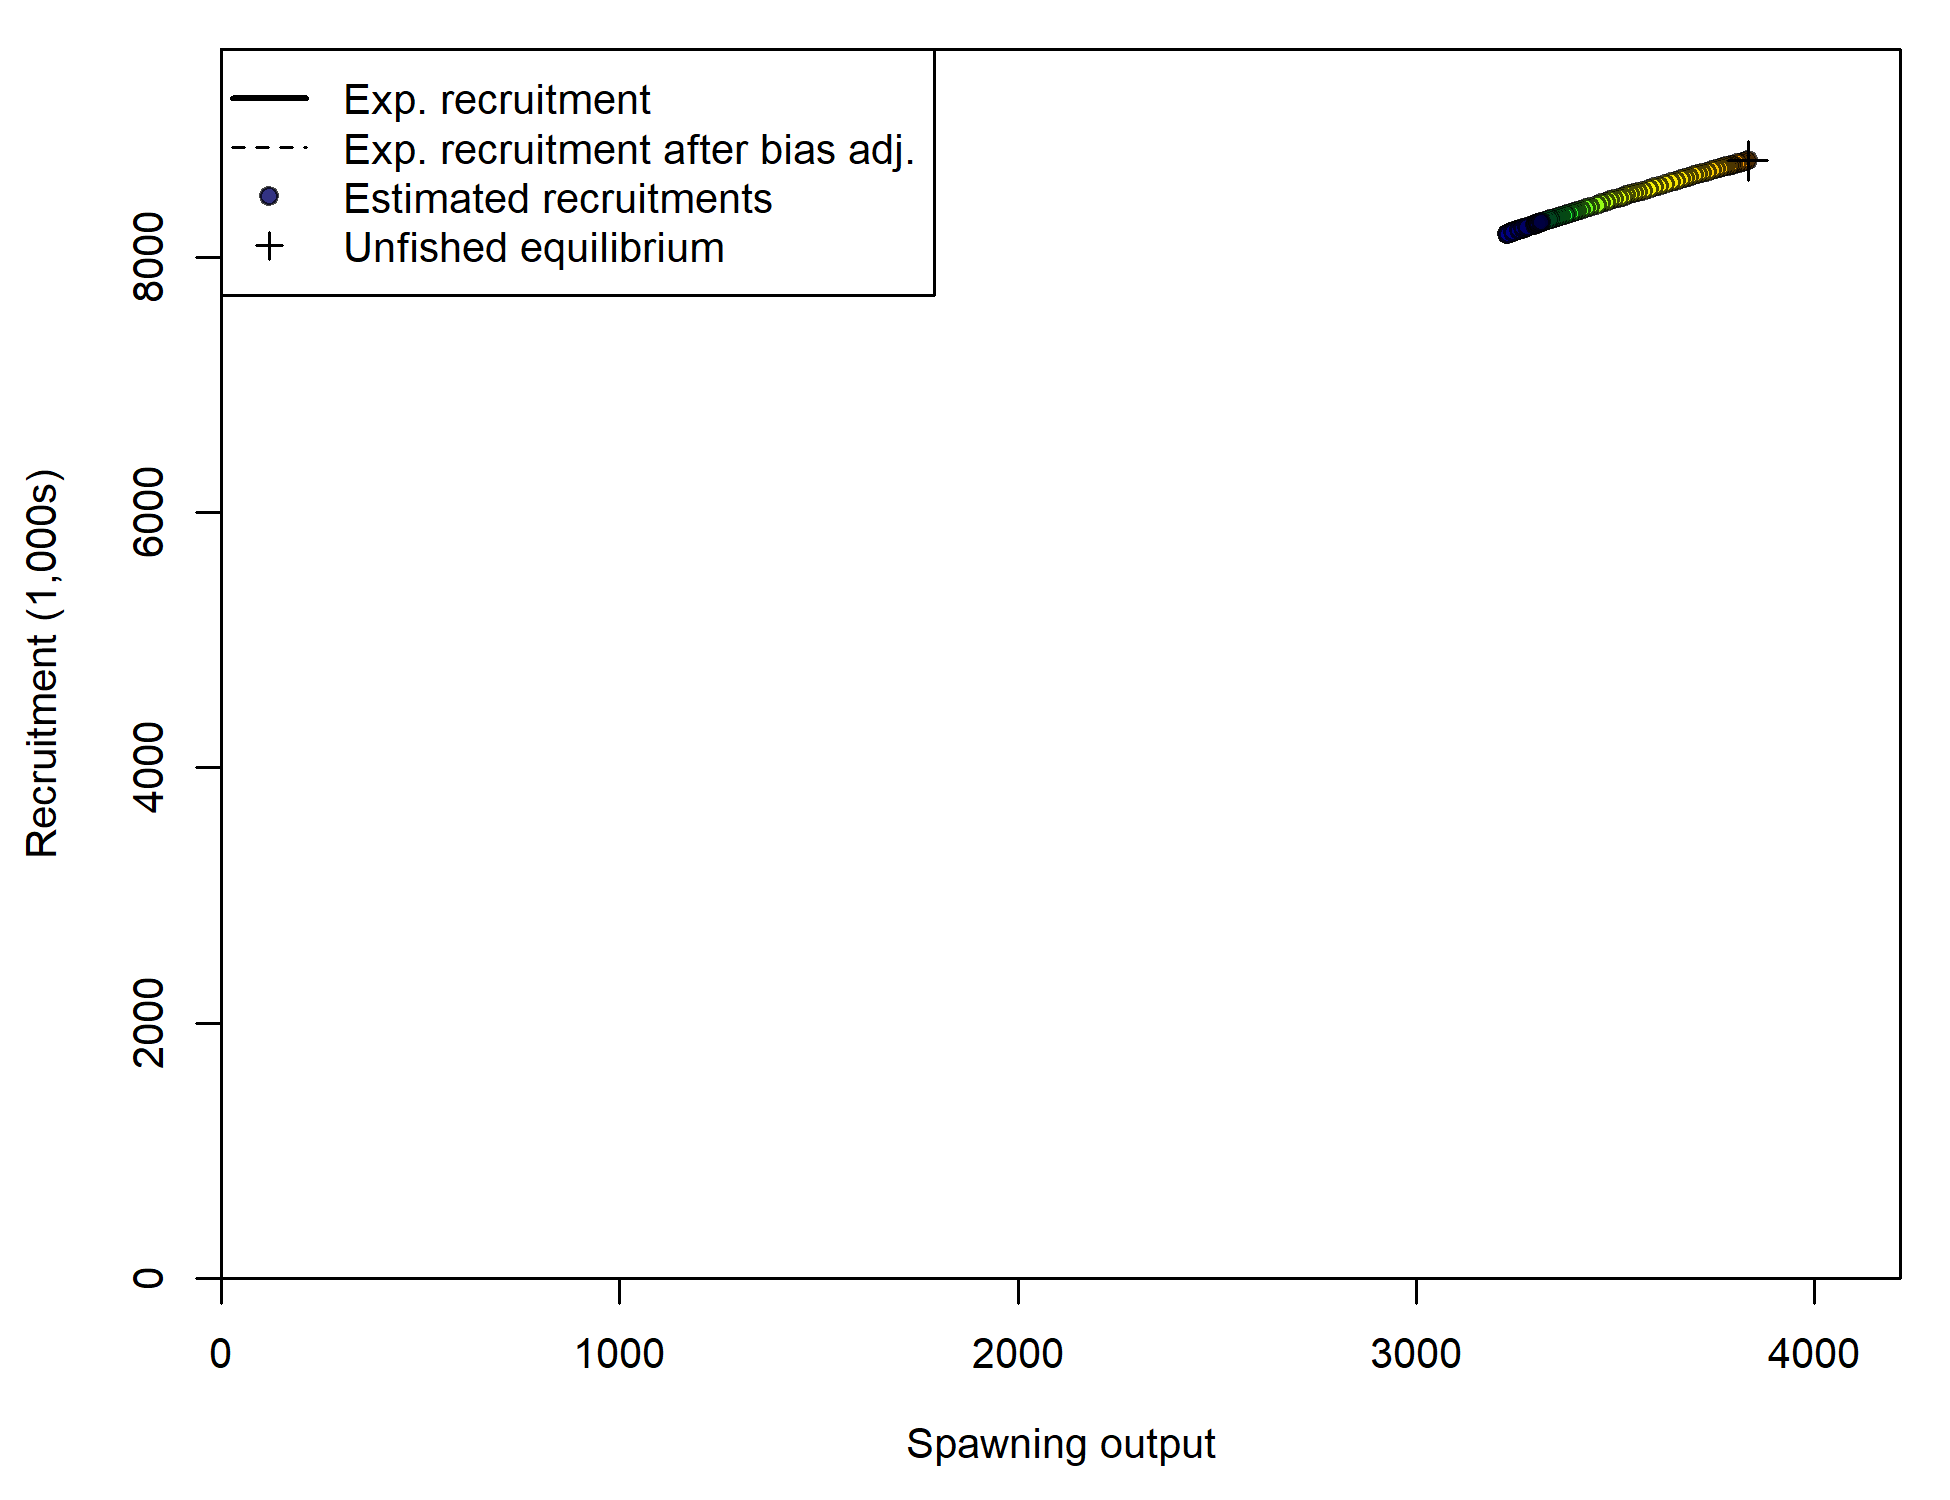 Exp. recruitment
Exp. recruitment after bias adj.
Estimated recruitments
Unfished equilibrium
8000
6000
4000
2000
0
Recruitment (1,000s)
0 1000 2000 3000 4000
Spawning output